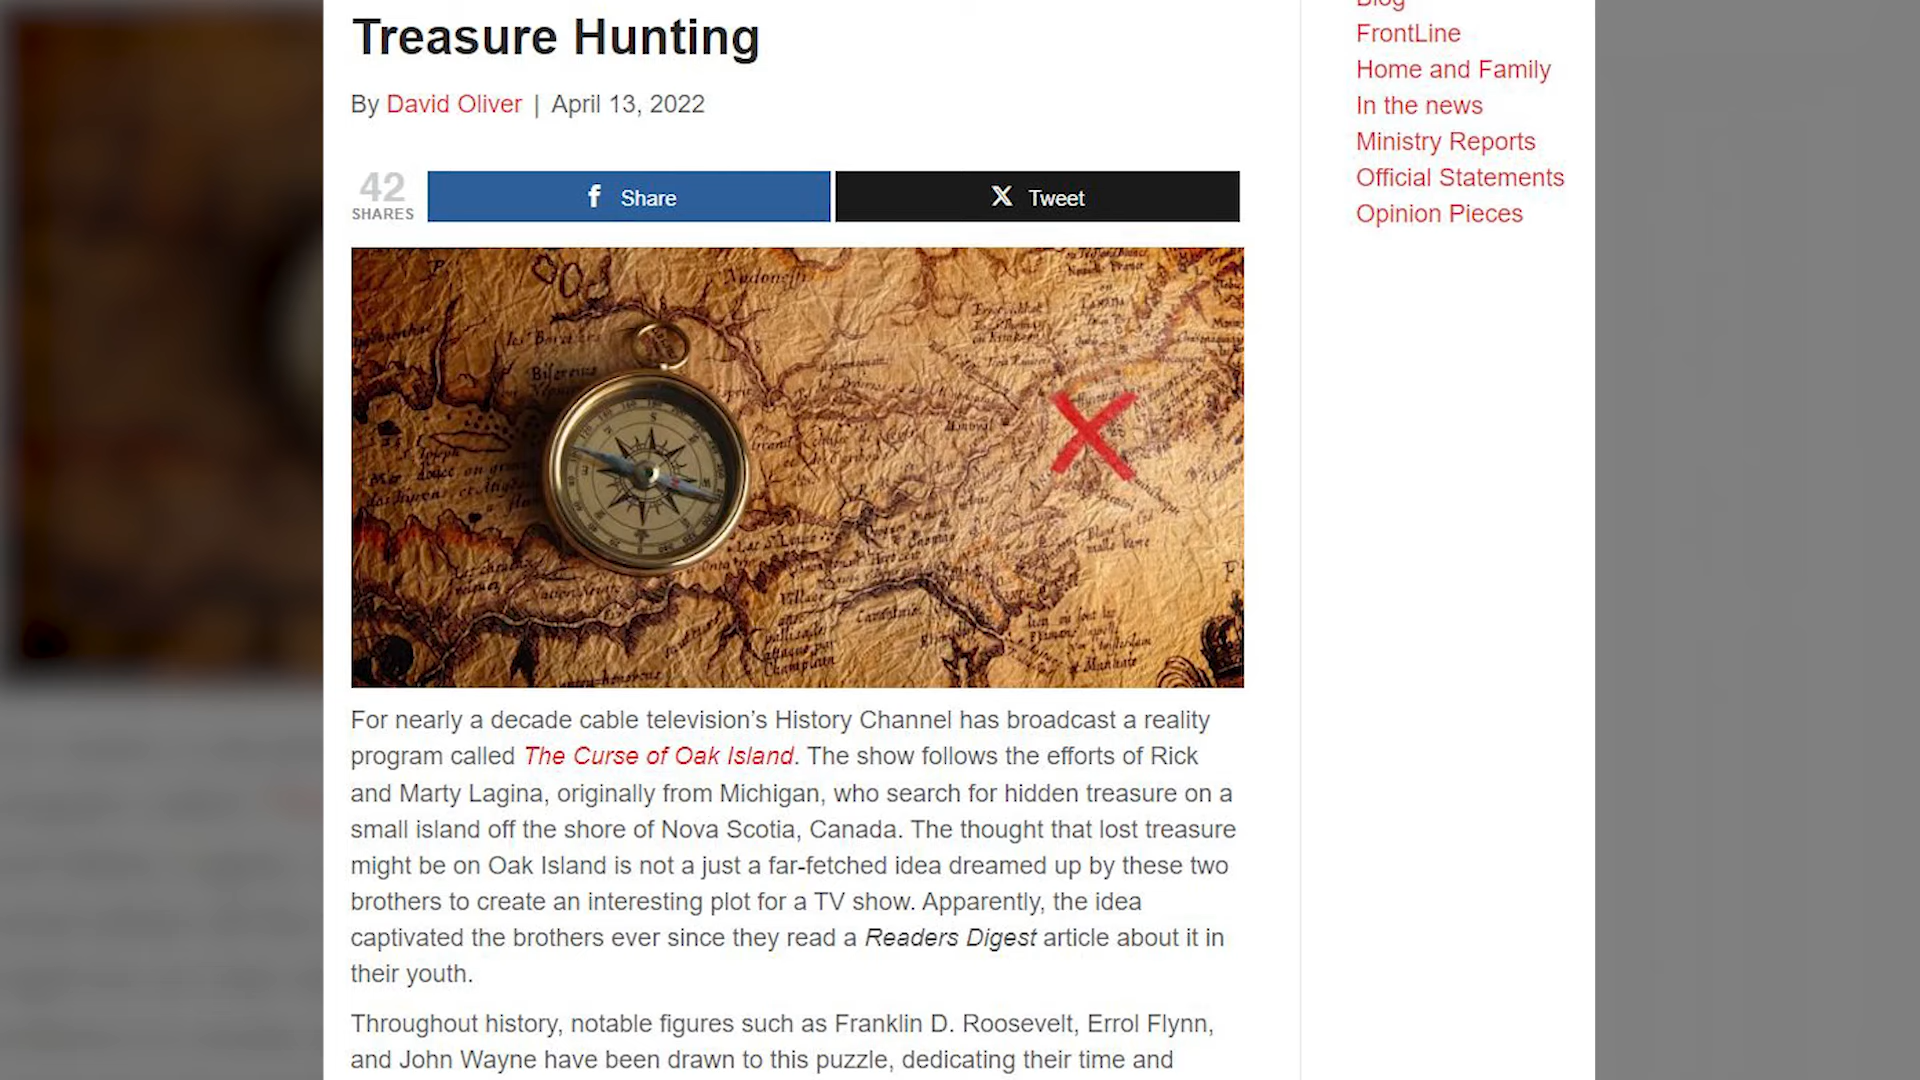 Treasure Hunting
By David Oliver | April 13, 2022
42
SHARES
Share
Tweet
For nearly a decade cable television’s History Channel has broadcast a reality
program called The Curse of Oak Island. The show follows the efforts of Rick
and Marty Lagina, originally from Michigan, who search for hidden treasure on a
small island off the shore of Nova Scotia, Canada. The thought that lost treasure
might be on Oak Island is not a just a far-fetched idea dreamed up by these two
brothers to create an interesting plot for a TV show. Apparently, the idea
captivated the brothers ever since they read a Readers Digest article about it in
their youth.
Throughout history, notable figures such as Franklin D. Roosevelt, Errol Flynn,
and John Wayne have been drawn to this puzzle, dedicating their time and
Blog
FrontLine
Home and Family
In the news
Ministry Reports
Official Statements
Opinion Pieces